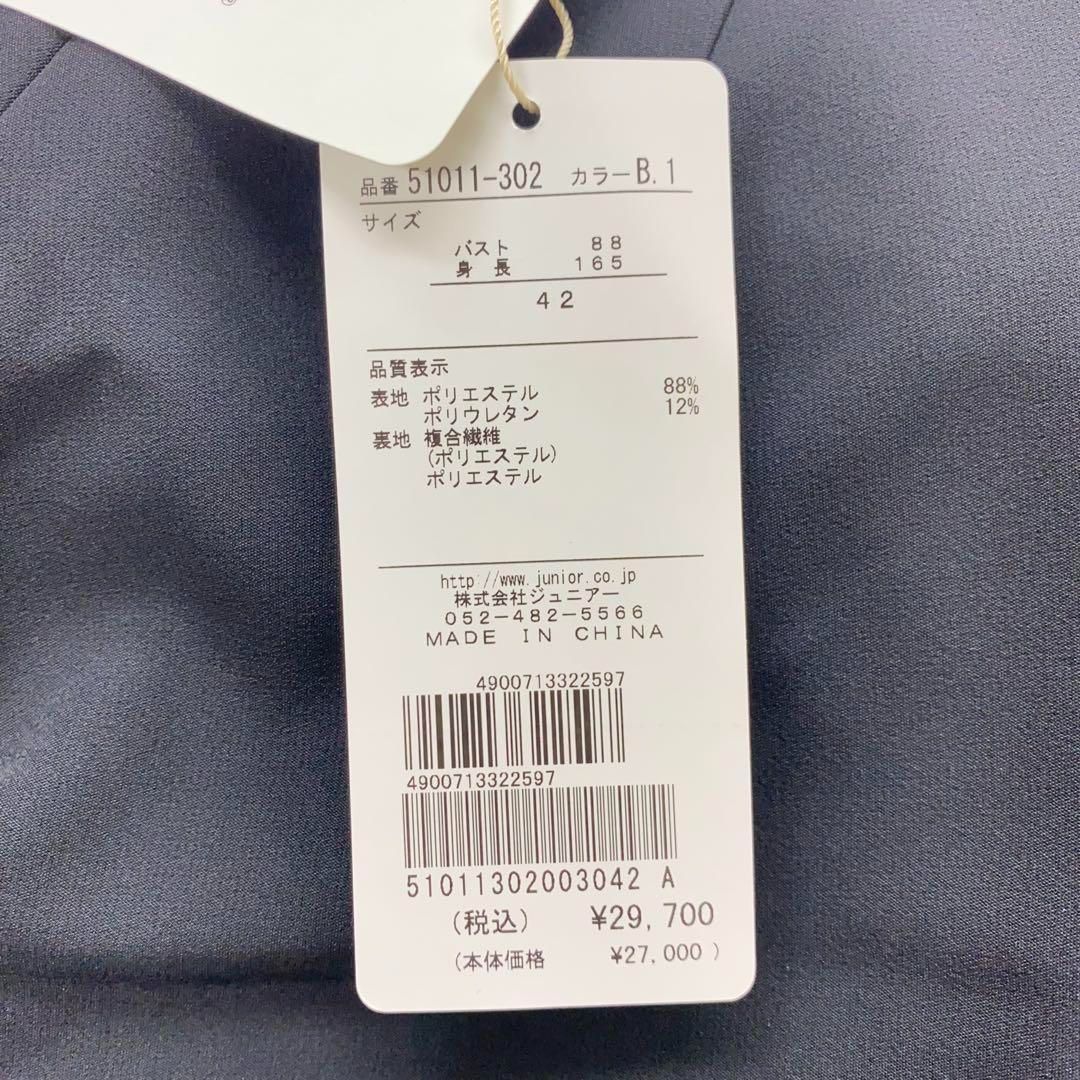 ®
品番 51011-302 カラーB.1
サイズ
バスト 88
身長 165
42
品質表示
表地 ポリエステル 88%
ポリウレタン 12%
裏地 複合繊維
(ポリエステル)
ポリエステル
http://www.junior.co.jp
株式会社ジュニアー
052-482-5566
MADE IN CHINA
4900713322597
4900713322597
51011302003042 A
(税込) ¥29,700
(本体価格 ¥27,000)